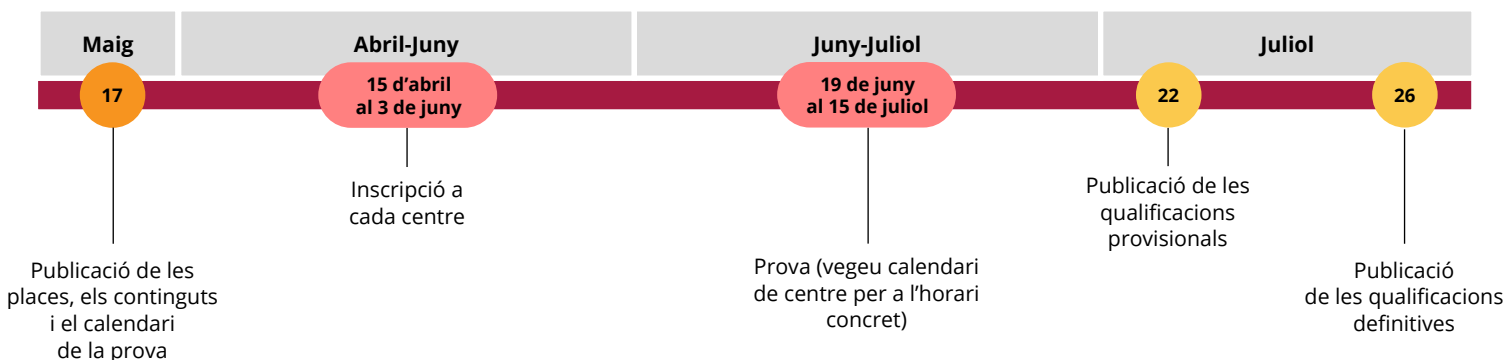 Maig
Abril-Juny
Juny-Juliol
Juliol
17
15 d’abril
al 3 de juny
19 de juny
al 15 de juliol
22
26
Publicació de les
places, els continguts
i el calendari
de la prova
Inscripció a
cada centre
Prova (vegeu calendari
de centre per a l’horari
concret)
Publicació de les
qualificacions
provisionals
Publicació
de les qualificacions
definitives